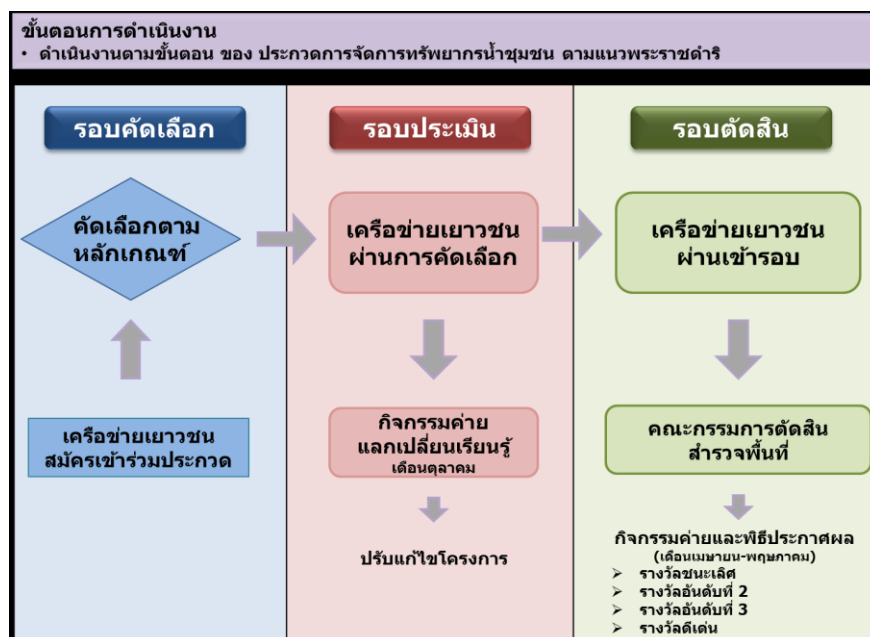 ขั้นตอนการดำเนินงาน
• ดำเนินงานตามขั้นตอน ของ ประกวดการจัดการทรัพยากรน้ำชุมชน ตามแนวพระราชดำริ
รอบคัดเลือก
คัดเลือกตาม
หลักเกณฑ์
เครือข่ายเยาวชน
สมัครเข้าร่วมประกวด
รอบประเมิน
เครือข่ายเยาวชน
ผ่านการคัดเลือก
กิจกรรมค่าย
แลกเปลี่ยนเรียนรู้
เดือนตุลาคม
ปรับแก้ไขโครงการ
รอบตัดสิน
เครือข่ายเยาวชน
ผ่านเข้ารอบ
คณะกรรมการตัดสิน
สำรวจพื้นที่
กิจกรรมค่ายและพิธีประกาศผล
(เดือนเมษายน-พฤษภาคม)
➢ รางวัลชนะเลิศ
➢ รางวัลอันดับที่ 2
➢ รางวัลอันดับที่ 3
➢ รางวัลดีเด่น